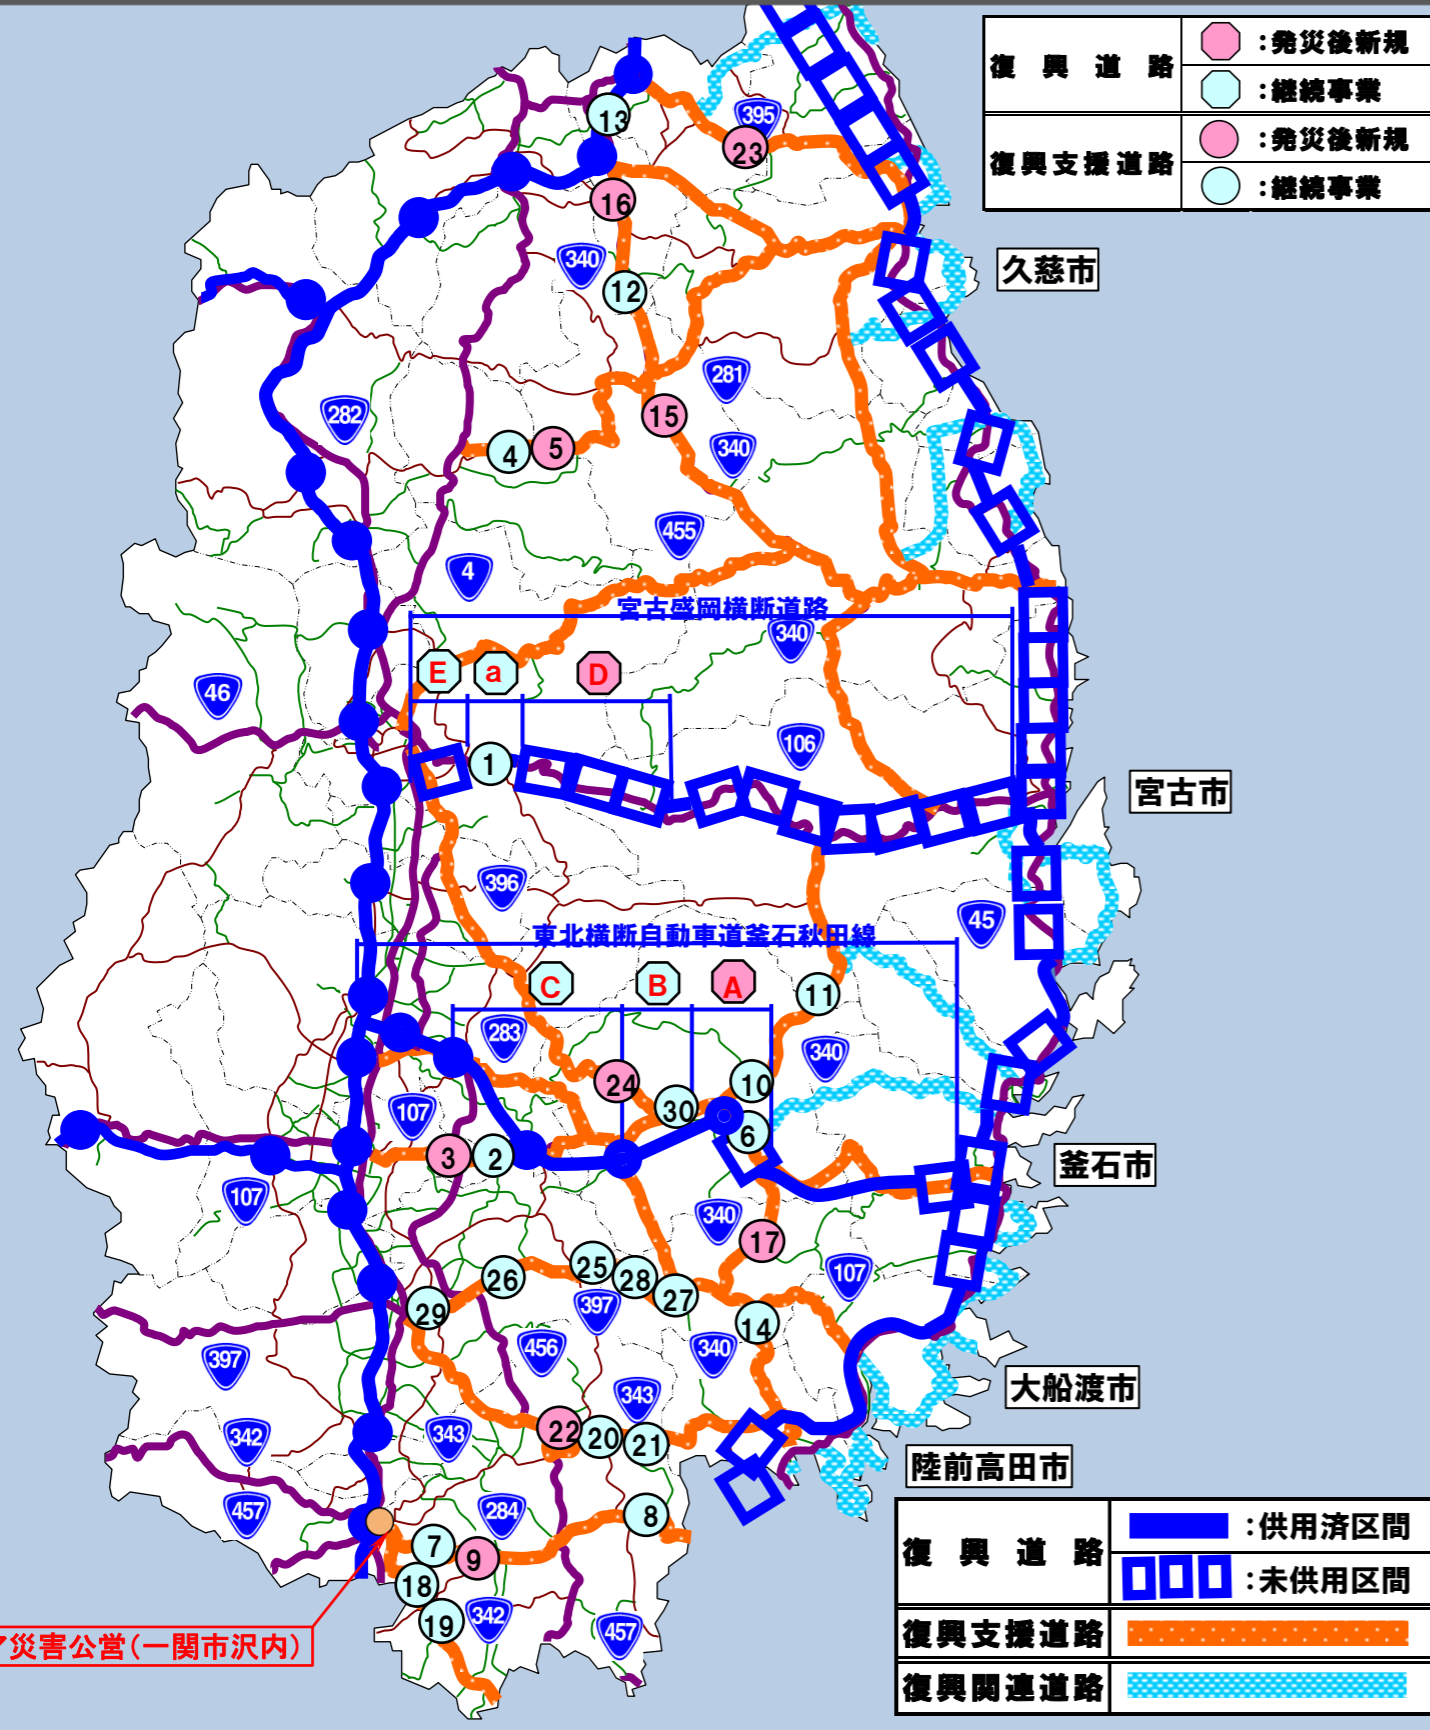 復興道路
:発災後新規
:継続事業
復興支援道路
:発災後新規
:継続事業
13
395
23
16
340
久慈市
12
281
282
15
340
4
5
455
4
宮古盛岡横断道路
340
E
a
D
46
106
1
宮古市
396
45
東北横断自動車道釜石秋田線
C
B
A
11
283
340
24
10
30
107
6
3
2
釜石市
107
340
17
25
26
28
107
27
29
397
14
397
456
340
大船渡市
343
342
343
22
20
21
陸前高田市
457
284
8
7
9
18
342
19
457
災害公営(一関市沢内)
復興道路
:供用済区間
:未供用区間
復興支援道路
復興関連道路